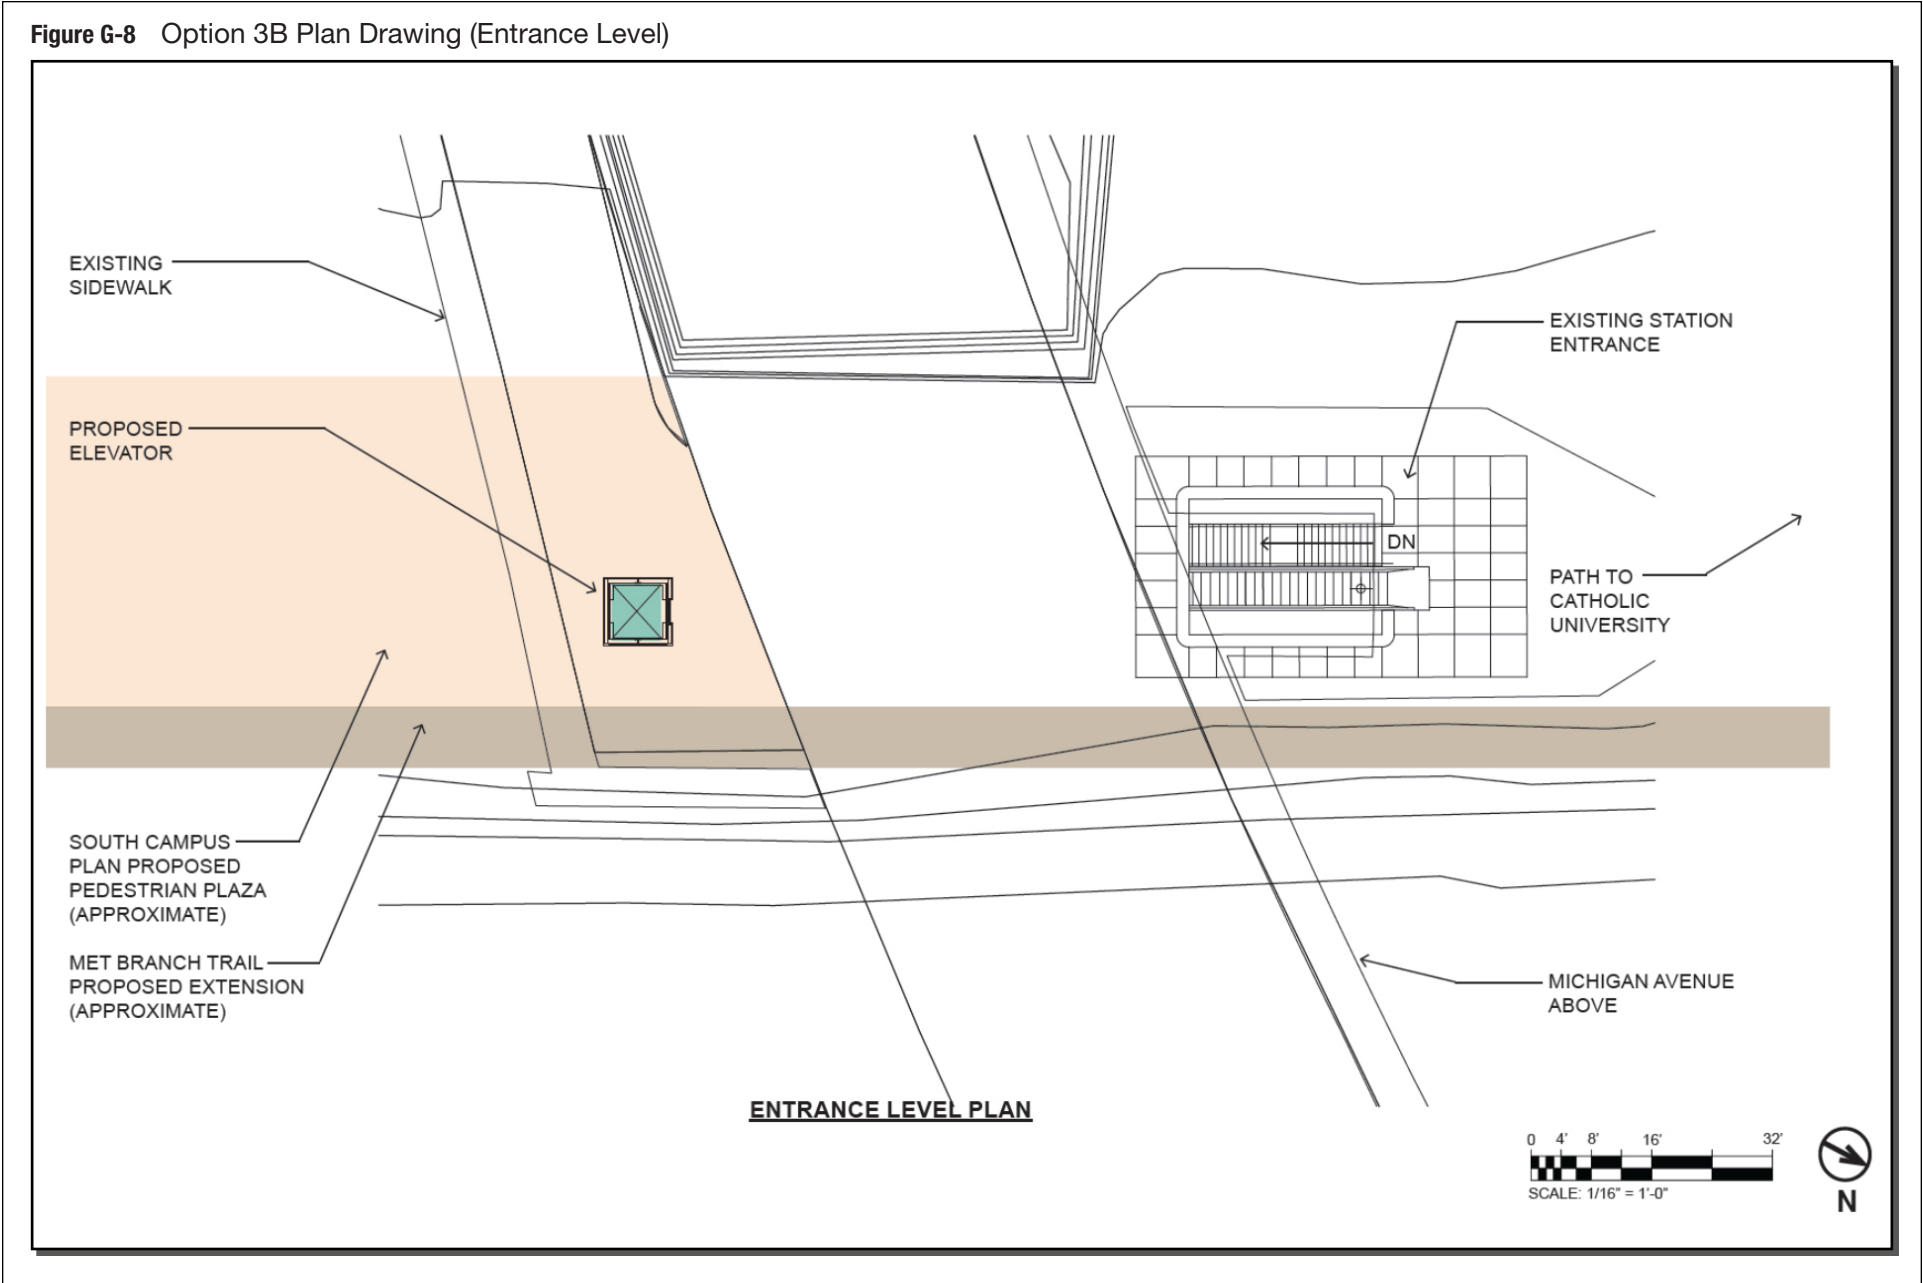 Figure G-8 Option 3B Plan Drawing (Entrance Level)
EXISTING
SIDEWALK
PROPOSED
ELEVATOR
EXISTING STATION
ENTRANCE
DN
PATH TO
CATHOLIC
UNIVERSITY
SOUTH CAMPUS
PLAN PROPOSED
PEDESTRIAN PLAZA
(APPROXIMATE)
MET BRANCH TRAIL
PROPOSED EXTENSION
(APPROXIMATE)
MICHIGAN AVENUE
ABOVE
ENTRANCE LEVEL PLAN
0 4' 8' 16' 32'
SCALE: 1/16" = 1'-0"
N